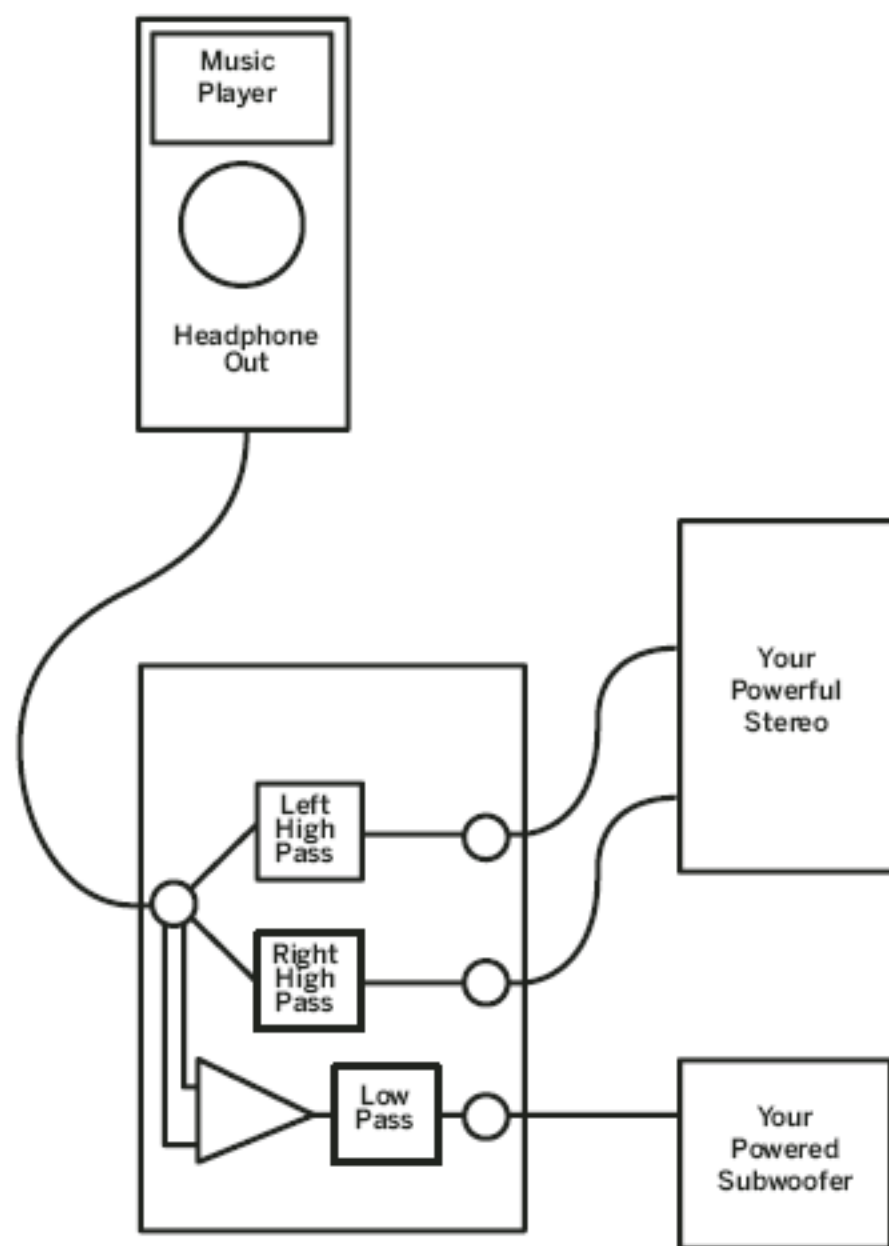 Music
Player
Headphone
Out
Your
Powerful
Stereo
Left
High
Pass
Right
High
Pass
Low
Pass
Your
Powered
Subwoofer